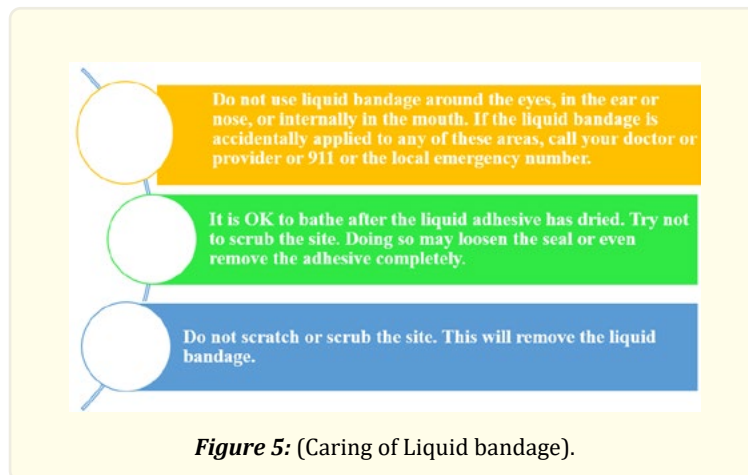 Do not use liquid bandage around the eyes, in the ear or
nose, or internally in the mouth. If the liquid bandage is
accidentally applied to any of these areas, call your doctor or
provider or 911 or the local emergency number.
It is OK to bathe after the liquid adhesive has dried. Try not
to scrub the site. Doing so may loosen the seal or even
remove the adhesive completely.
Do not scratch or scrub the site. This will remove the liquid
bandage.
Figure 5: (Caring of Liquid bandage).